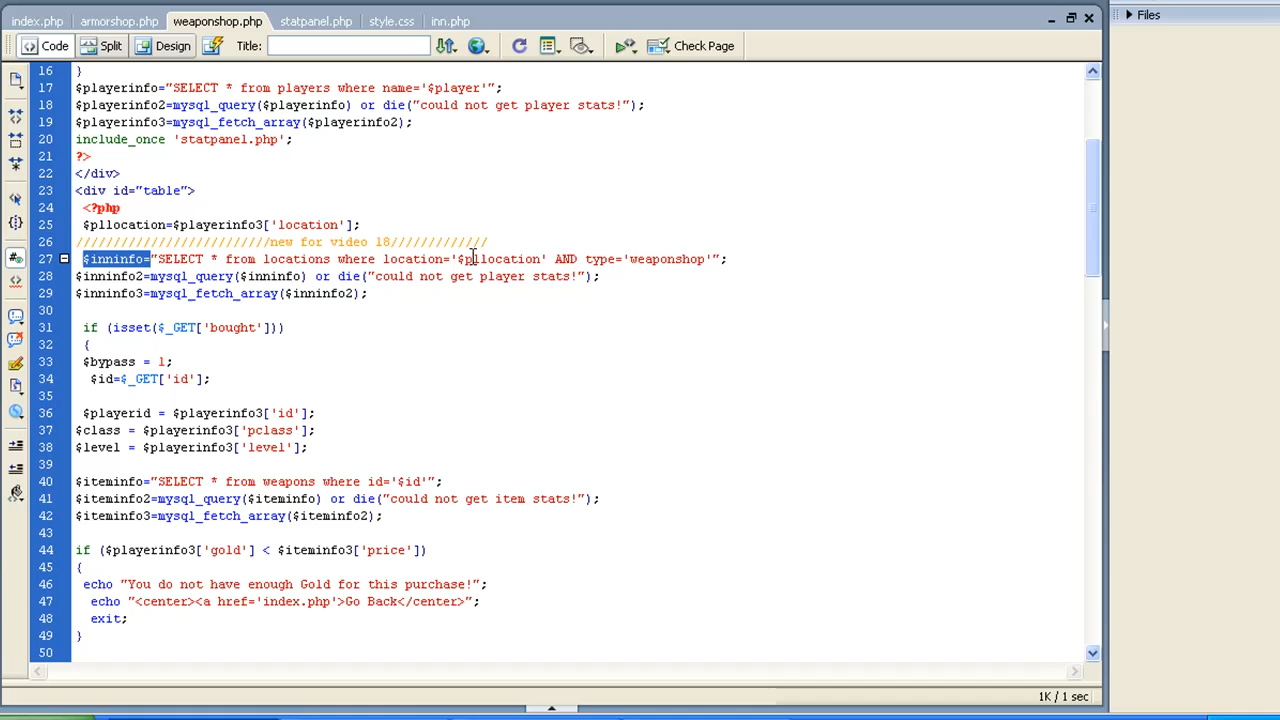 index.php armorshop.php weaponshop.php statpanel.php style.css inn.php
Files
Code Split Design Title: Check Page
16 }
17 $playerinfo="SELECT * from players where name='$player'";
18 $playerinfo2=mysql_query($playerinfo) or die("could not get player stats!");
19 $playerinfo3=mysql_fetch_array($playerinfo2);
20 include_once 'statpanel.php';
21 ?>
22 </div>
23 <div id="table">
24 <?php
25 $pllocation=$playerinfo3['location'];
26 //////////////////////////new for video 18/////////////
27 $inninfo="SELECT * from locations where location='$pllocation' AND type='weaponshop'";
28 $inninfo2=mysql_query($inninfo) or die("could not get player stats!");
29 $inninfo3=mysql_fetch_array($inninfo2);
30
31 if (isset($_GET['bought']))
32 {
33 $bypass = 1;
34 $id=$_GET['id'];
35
36 $playerid = $playerinfo3['id'];
37 $class = $playerinfo3['pclass'];
38 $level = $playerinfo3['level'];
39
40 $iteminfo="SELECT * from weapons where id='$id'";
41 $iteminfo2=mysql_query($iteminfo) or die("could not get item stats!");
42 $iteminfo3=mysql_fetch_array($iteminfo2);
43
44 if ($playerinfo3['gold'] < $iteminfo3['price'])
45 {
46 echo "You do not have enough Gold for this purchase!";
47 echo "<center><a href='index.php'>Go Back</center>";
48 exit;
49 }
50
1K / 1 sec